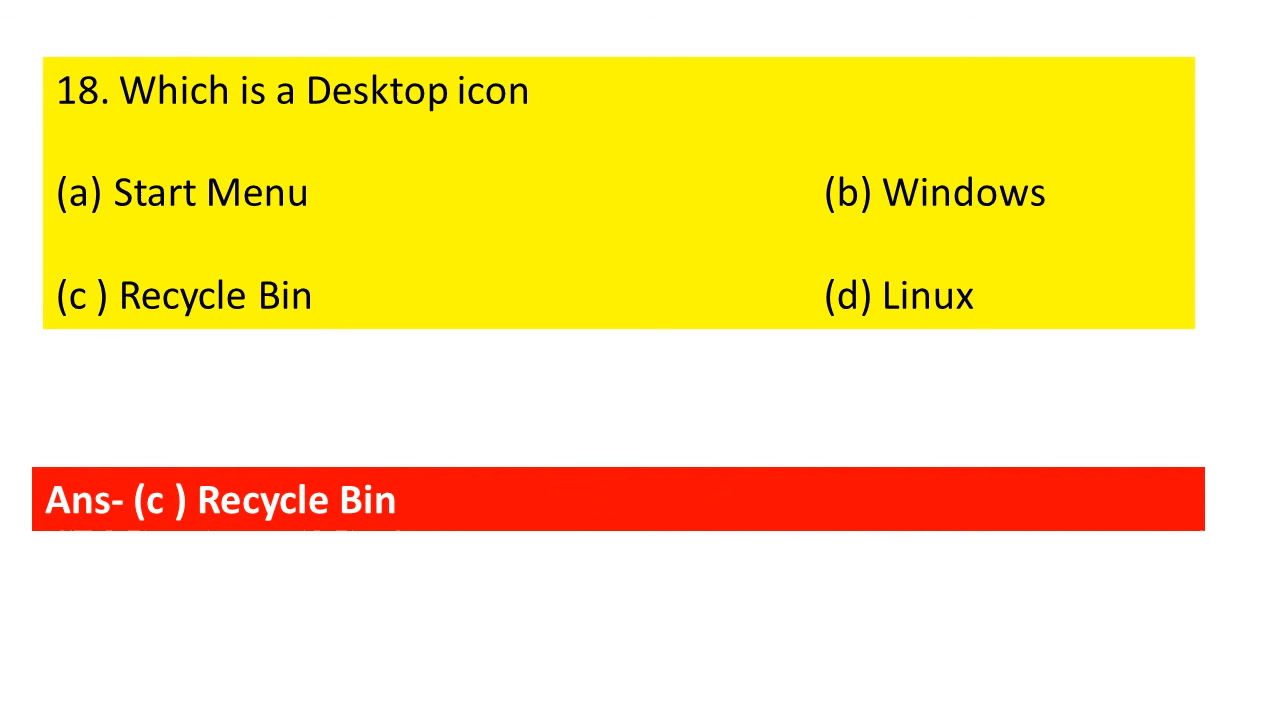 18. Which is a Desktop icon
(a) Start Menu (b) Windows
(c ) Recycle Bin (d) Linux
Ans- (c ) Recycle Bin